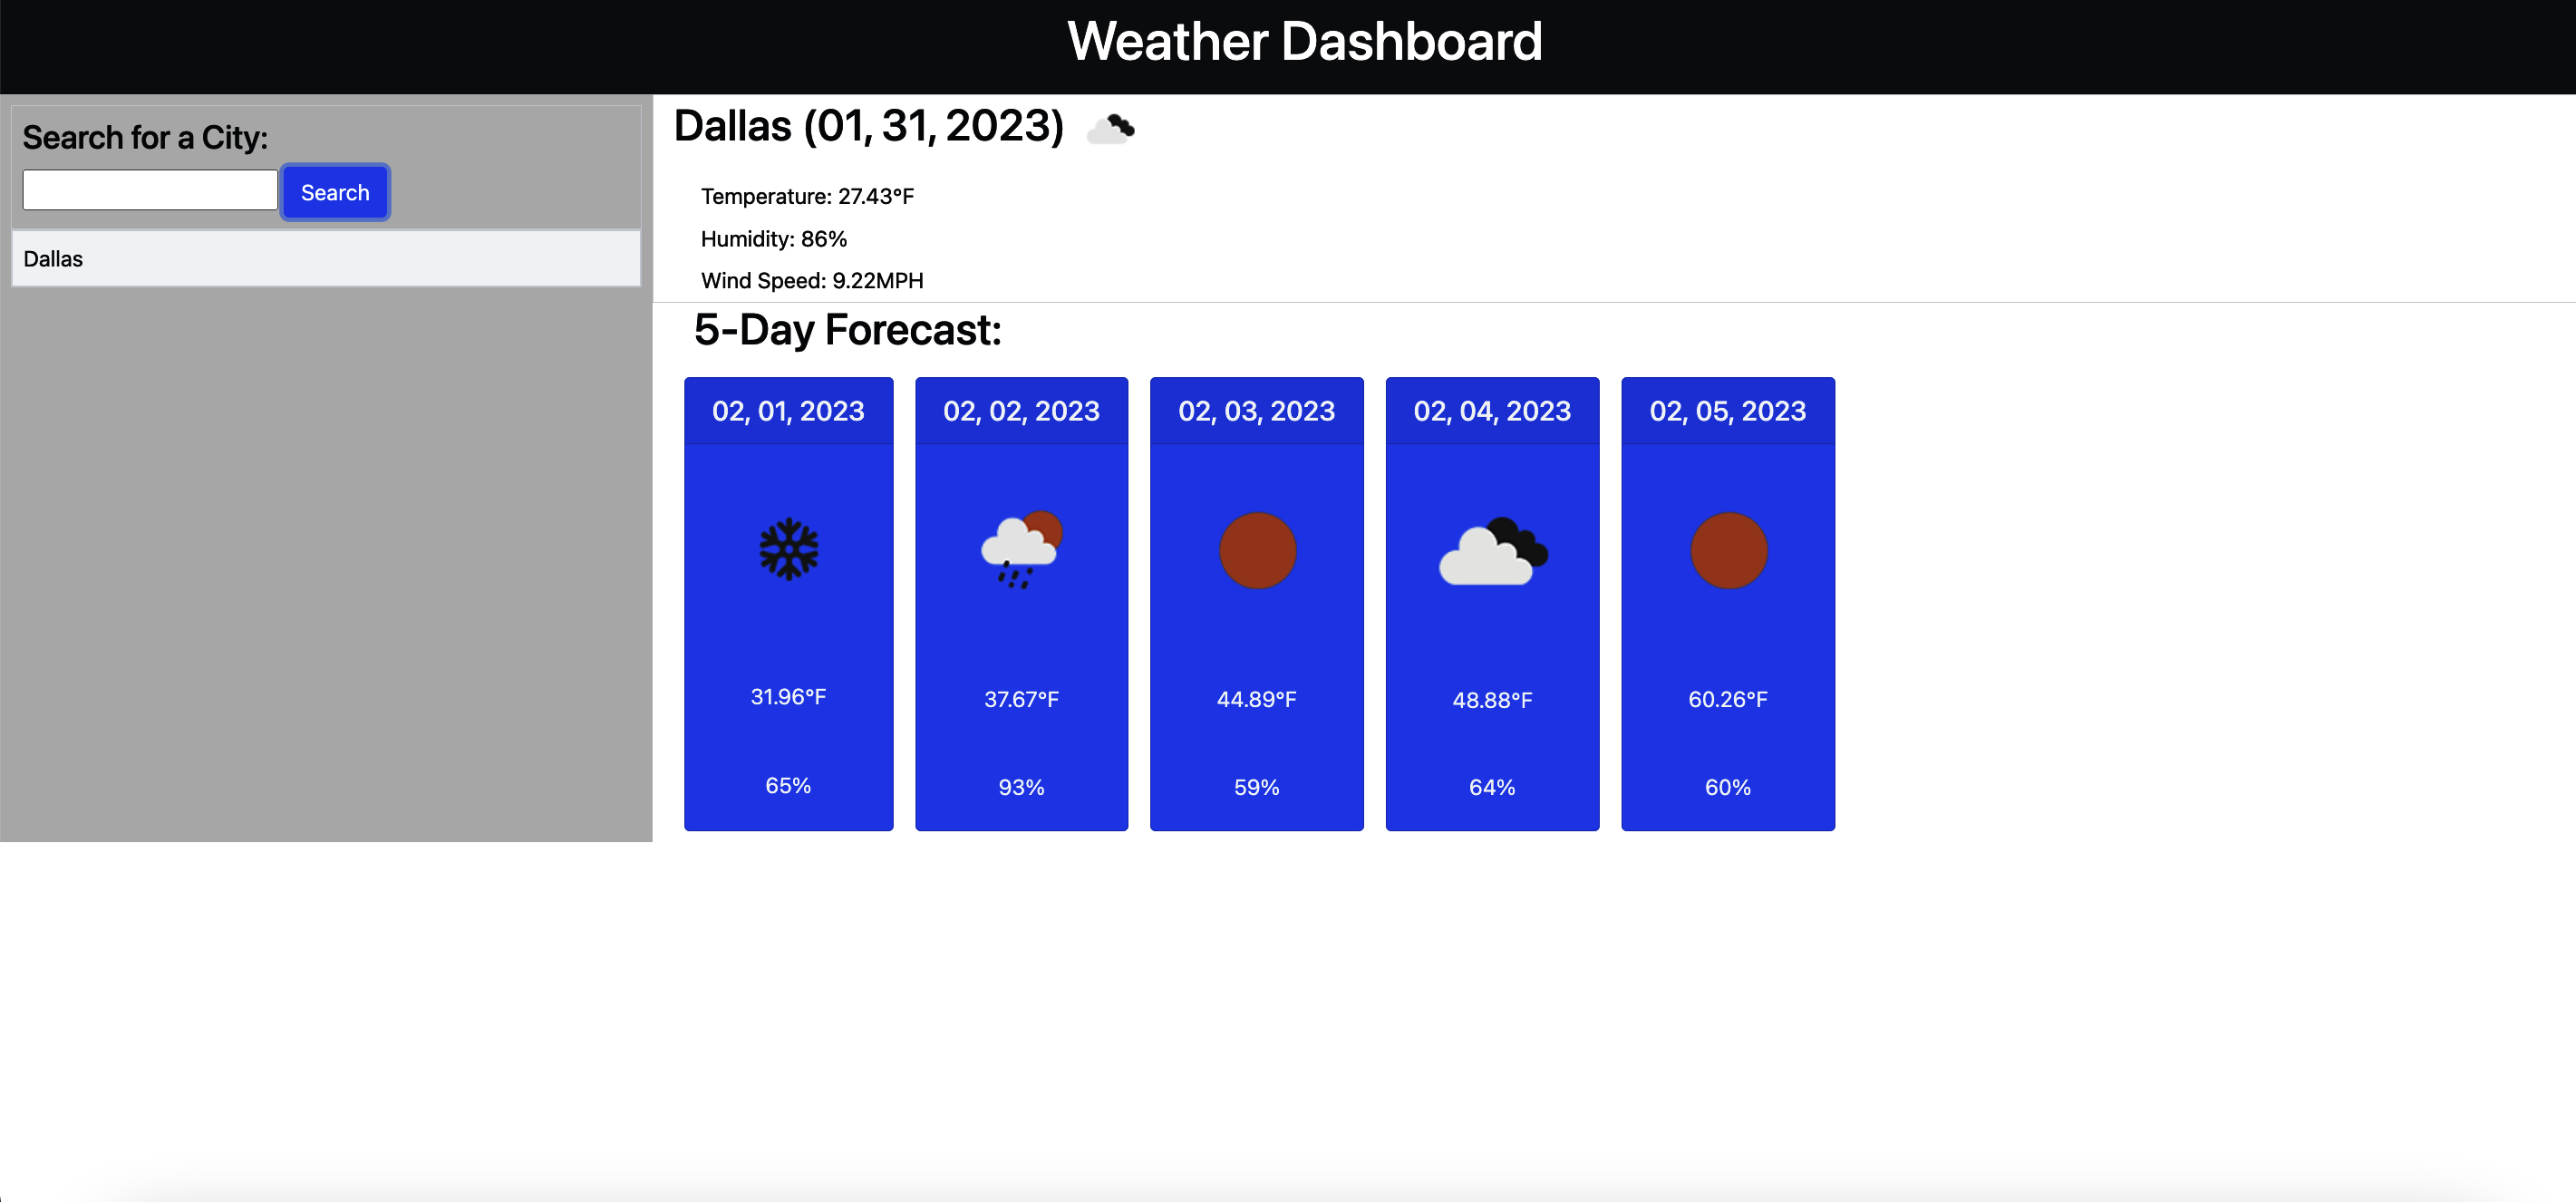 Weather Dashboard
Search for a City:
Search
Dallas
Dallas (01, 31, 2023)
Temperature: 27.43°F
Humidity: 86%
Wind Speed: 9.22MPH
5-Day Forecast:
02, 01, 2023
31.96°F
65%
02, 02, 2023
37.67°F
93%
02, 03, 2023
44.89°F
59%
02, 04, 2023
48.88°F
64%
02, 05, 2023
60.26°F
60%